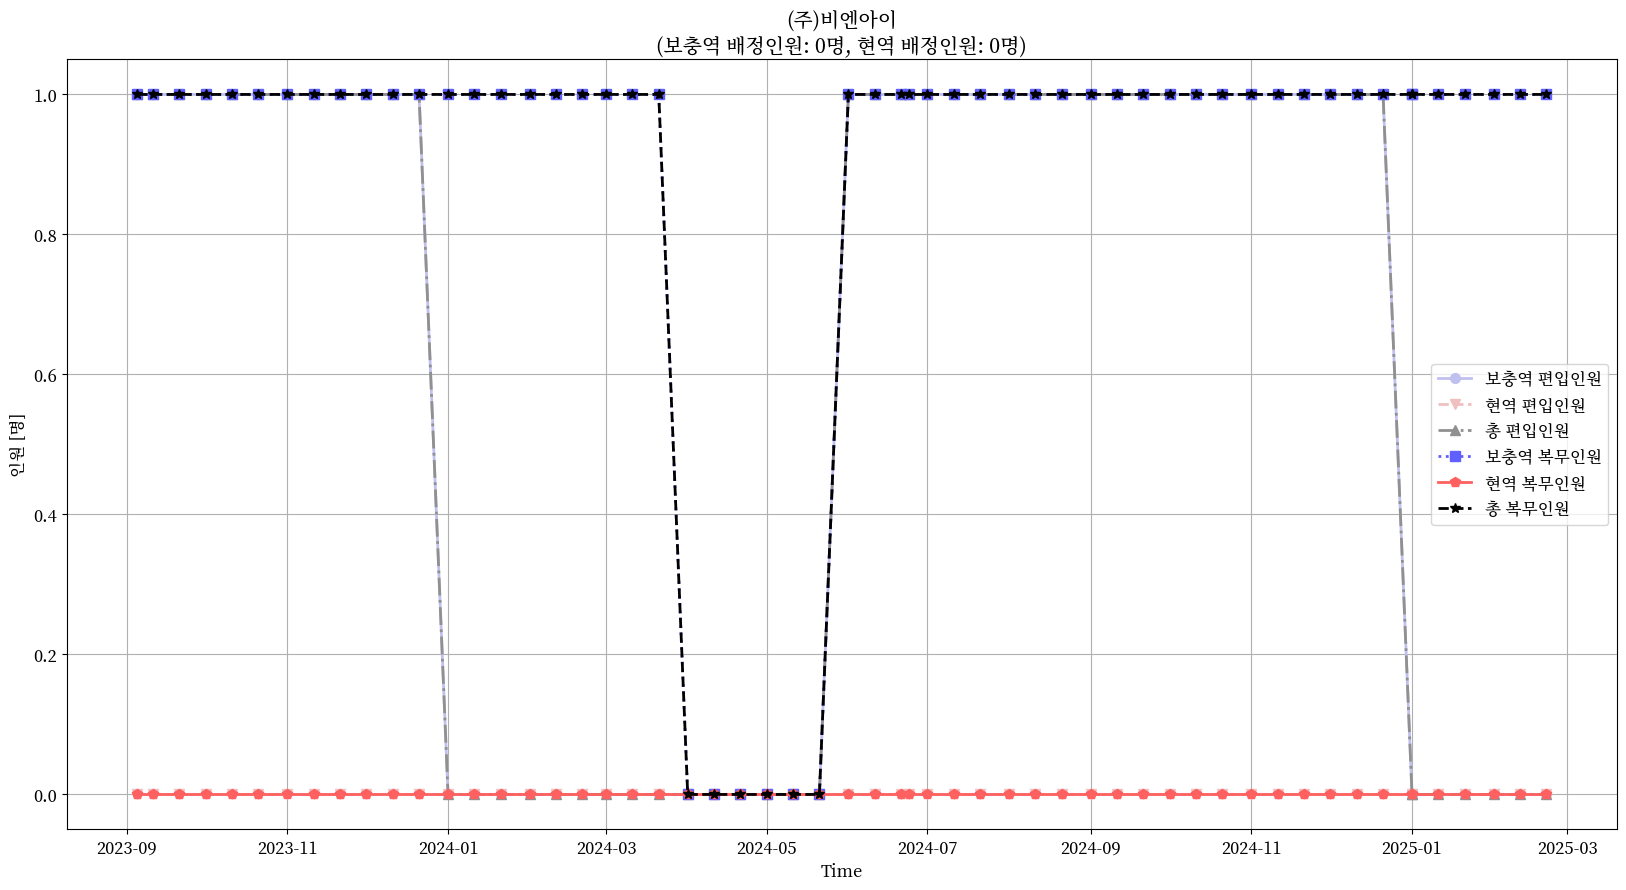 (주)비엔아이
(보충역 배정인원: 0명, 현역 배정인원: 0명)
1.0
0.8
0.6
0.4
0.2
0.0
인원 [명]
보충역 편입인원
현역 편입인원
총 편입인원
보충역 복무인원
현역 복무인원
총 복무인원
2023-09 2023-11 2024-01 2024-03 2024-05 2024-07 2024-09 2024-11 2025-01 2025-03
Time